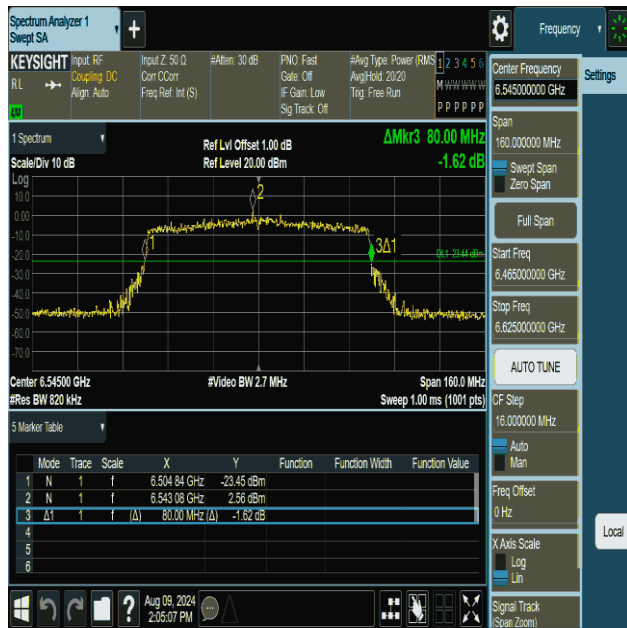 Spectrum Analyzer 1
Swept SA
+
Frequency
KEYSIGHT
RL
LXI
Input: RF
Coupling: DC
Align: Auto
Input Z: 50 Ω
Corr CCorr
Freq Ref: Int (S)
#Atten: 30 dB
PNO: Fast
Gate: Off
IF Gain: Low
Sig Track: Off
#Avg Type: Power (RMS
Avg|Hold: 20/20
Trig: Free Run
1 2 3 4 5 6
M W W W W W
P P P P P P
1 Spectrum
Scale/Div 10 dB
Ref Lvl Offset 1.00 dB
Ref Level 20.00 dBm
ΔMkr3 80.00 MHz
-1.62 dB
Log
10.0
0.00
-10.0
-20.0
-30.0
-40.0
-50.0
-60.0
-70.0
1
2
3Δ1
DL1 -23.44 dBm
Center 6.54500 GHz
#Res BW 820 kHz
#Video BW 2.7 MHz
Span 160.0 MHz
Sweep 1.00 ms (1001 pts)
5 Marker Table
Mode Trace Scale X Y Function Function Width Function Value
1 N 1 f 6.504 84 GHz -23.45 dBm
2 N 1 f 6.543 08 GHz 2.56 dBm
3 Δ1 1 f (Δ) 80.00 MHz (Δ) -1.62 dB
4
5
6
Aug 09, 2024
2:05:07 PM
?
Center Frequency
6.545000000 GHz
Span
160.000000 MHz
Swept Span
Zero Span
Full Span
Start Freq
6.465000000 GHz
Stop Freq
6.625000000 GHz
AUTO TUNE
CF Step
16.000000 MHz
Auto
Man
Freq Offset
0 Hz
X Axis Scale
Log
Lin
Signal Track
(Span Zoom)
Settings
Local